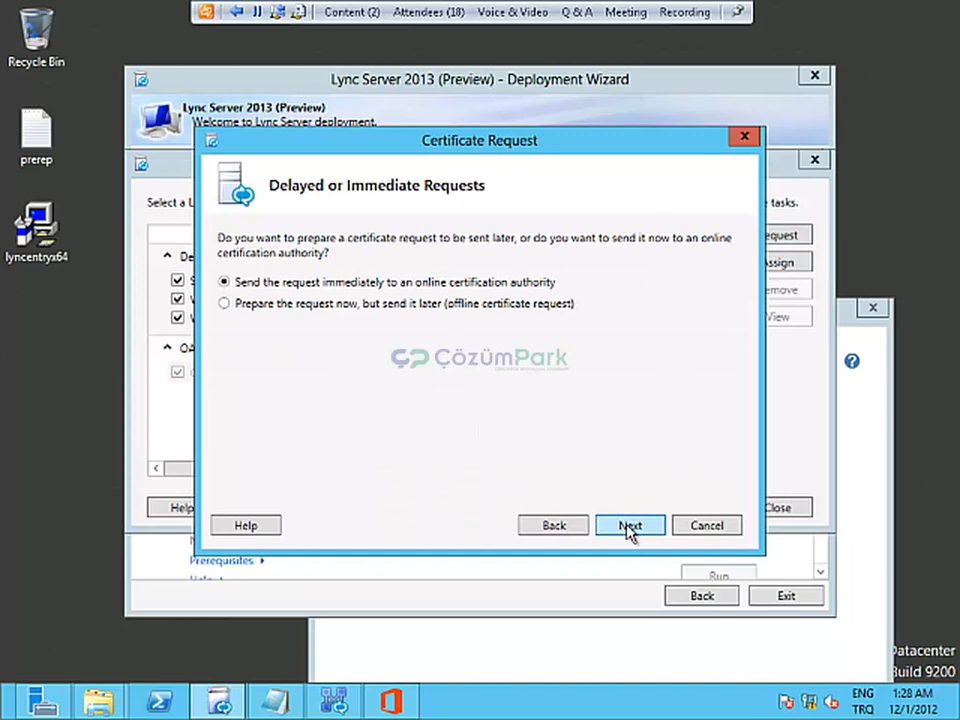 Content (2) Attendees (18) Voice & Video Q & A Meeting Recording
Recycle Bin
prerep
lyncentryx64
Lync Server 2013 (Preview) - Deployment Wizard
Lync Server 2013 (Preview)
Welcome to Lync Server deployment.
Certificate Request
Select a L
tasks.
Delayed or Immediate Requests
Do you want to prepare a certificate request to be sent later, or do you want to send it now to an online
certification authority?
Send the request immediately to an online certification authority
Prepare the request now, but send it later (offline certificate request)
ÇözümPark
De
OA
equest
ssign
emove
View
Help
Close
Help
Back
Next
Cancel
Prerequisites
Run
Back
Exit
Datacenter
Build 9200
ENG
TRQ
1:28 AM
12/1/2012